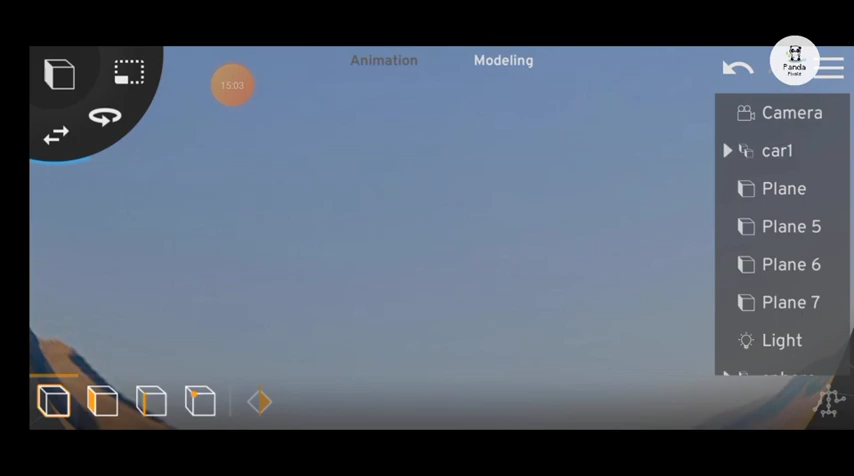 Animation
Modeling
15:03
Panda
Camera
car1
Plane
Plane 5
Plane 6
Plane 7
Light